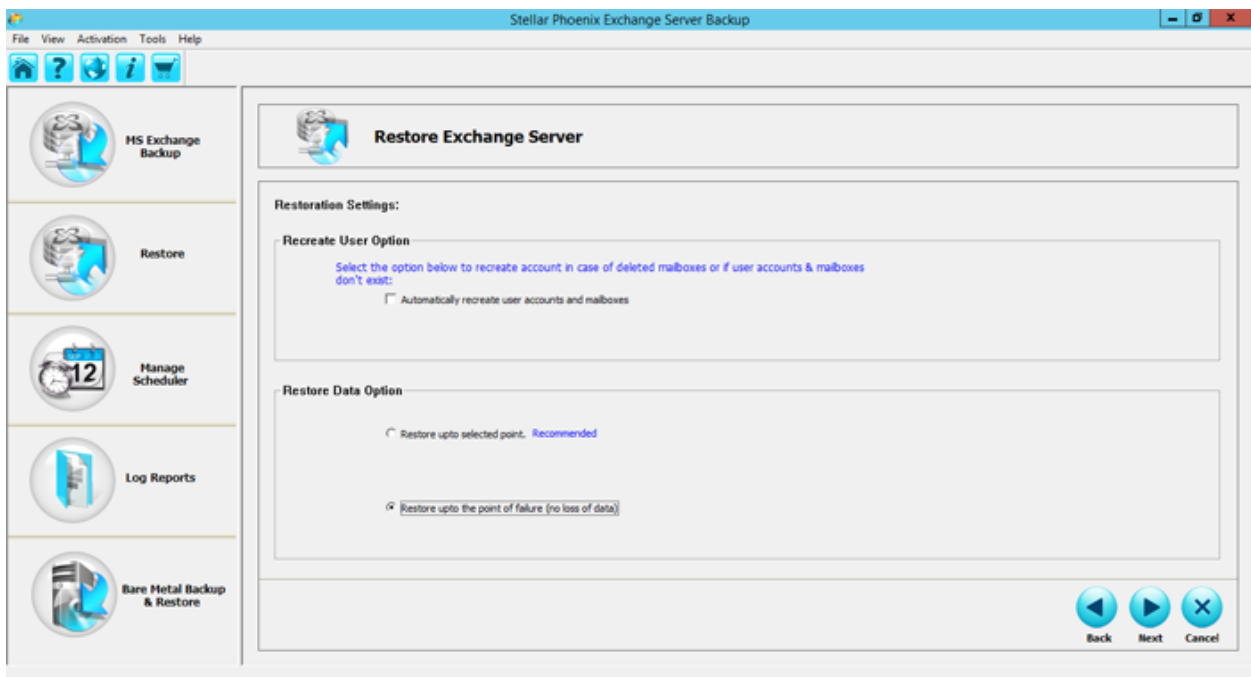 Stellar Phoenix Exchange Server Backup
File View Activation Tools Help
MS Exchange
Backup
Restore
Manage
Scheduler
12
Log Reports
Bare Metal Backup
& Restore
Restore Exchange Server
Restoration Settings:
Recreate User Option
Select the option below to recreate account in case of deleted mailboxes or if user accounts & mailboxes
don't exist:
Automatically recreate user accounts and mailboxes
Restore Data Option
Restore upto selected point. Recommended
Restore upto the point of failure (no loss of data)
Back Next Cancel